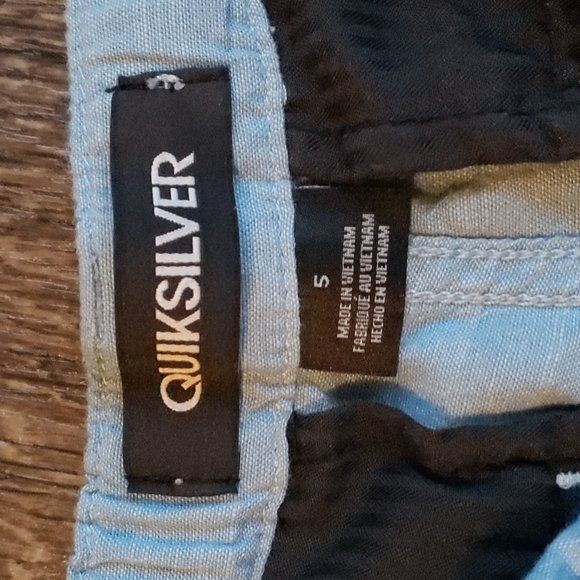 QUIKSILVER
5
MADE IN VIETNAM
FABRIQUÉ AU VIETNAM
HECHO EN VIETNAM